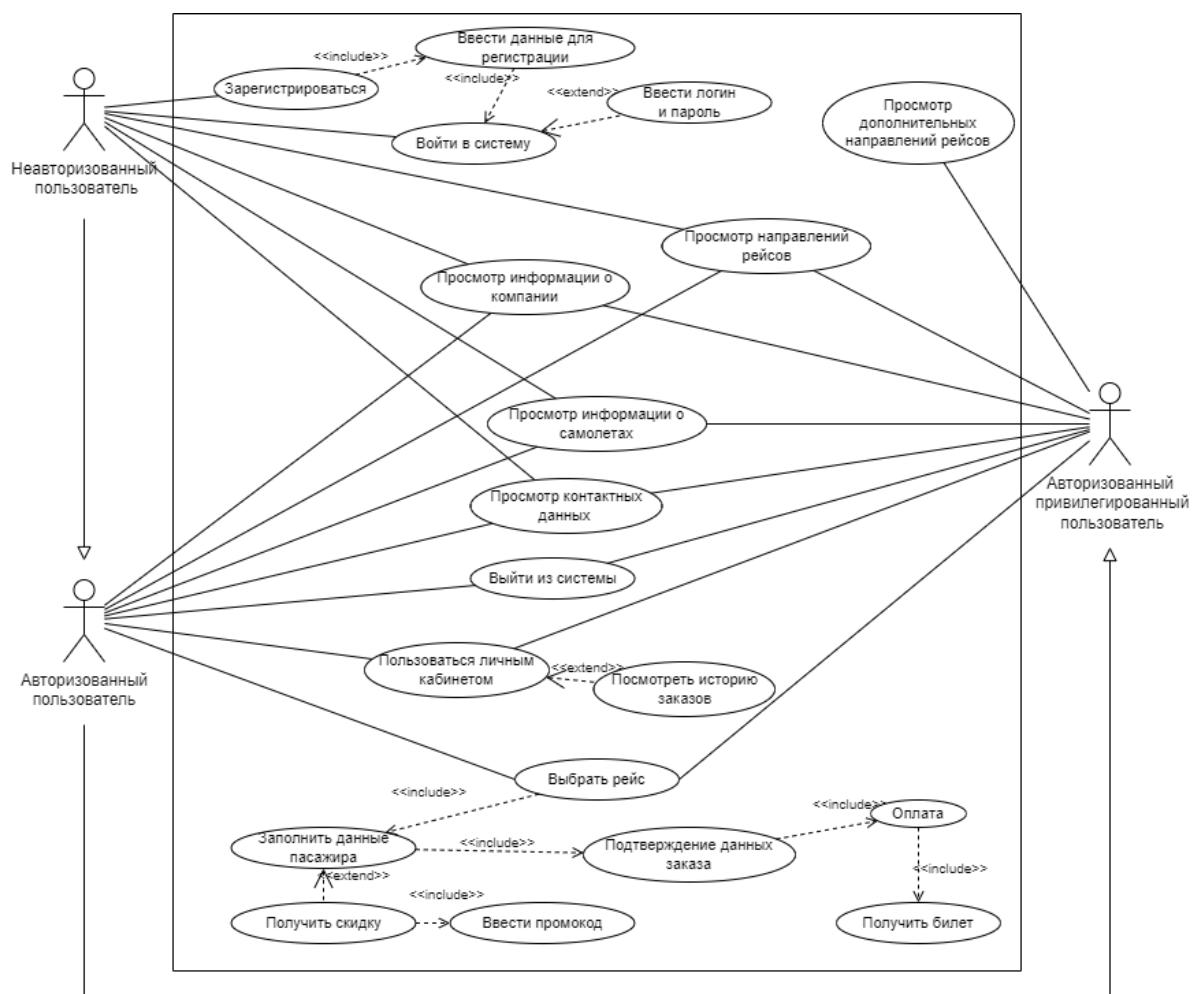 Ввести данные для
регистрации
<<include>>
Зарегистрироваться
<<include>>
<<extend>>
Ввести логин
и пароль
Войти в систему
Просмотр
дополнительных
направлений рейсов
Неавторизованный
пользователь
Просмотр направлений
рейсов
Просмотр информации о
компании
Просмотр информации о
самолетах
Авторизованный
привилегированный
пользователь
Просмотр контактных
данных
Выйти из системы
Авторизованный
пользователь
Пользоваться личным
кабинетом
<<extend>>
Посмотреть историю
заказов
Выбрать рейс
<<include>>
<<include>>
Оплата
Заполнить данные
пасажира
<<include>>
Подтверждение данных
заказа
<<extend>>
<<include>>
<<include>>
Получить скидку
Ввести промокод
Получить билет